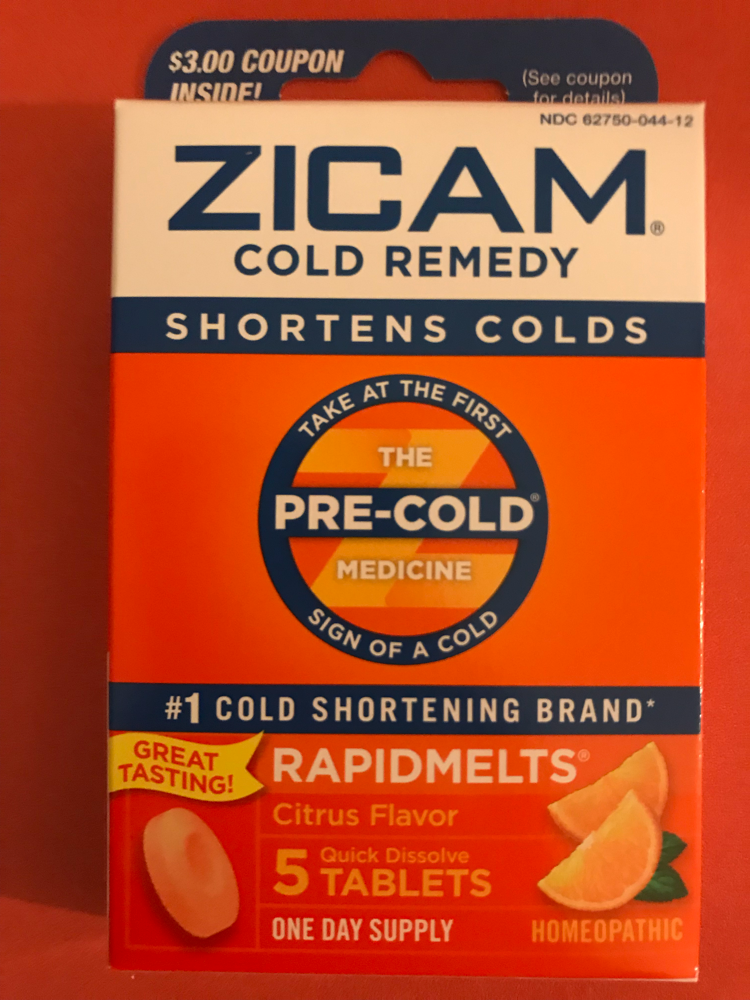 $3.00 COUPON
INSIDE!
(See coupon
for details)
NDC 62750-044-12
ZICAM®
COLD REMEDY
SHORTENS COLDS
TAKE AT THE FIRST
THE
PRE-COLD®
MEDICINE
SIGN OF A COLD
#1 COLD SHORTENING BRAND*
GREAT
TASTING!
RAPIDMELTS®
Citrus Flavor
5 Quick Dissolve
TABLETS
ONE DAY SUPPLY
HOMEOPATHIC